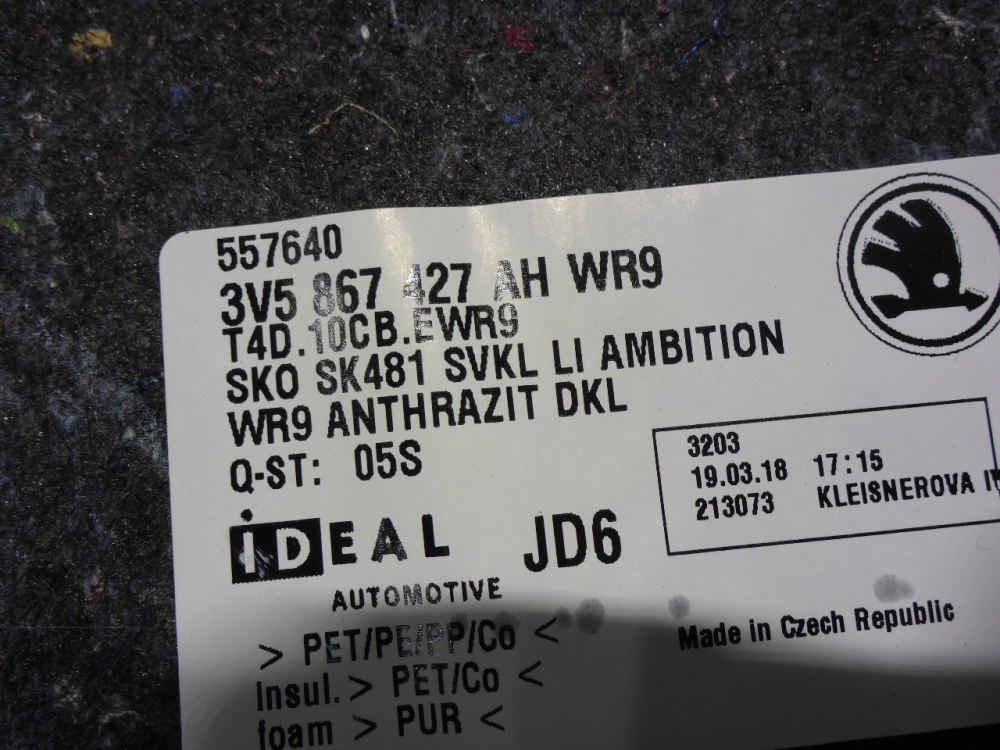 557640
3V5 867 427 AH WR9
T4D.10CB.EWR9
SKO SK481 SVKL LI AMBITION
WR9 ANTHRAZIT DKL
Q-ST: 05S
3203
19.03.18 17:15
213073 KLEISNEROVA
iDEAL JD6
AUTOMOTIVE
> PET/PE/PP/Co <
Made in Czech Republic
insul.> PET/Co <
foam > PUR <